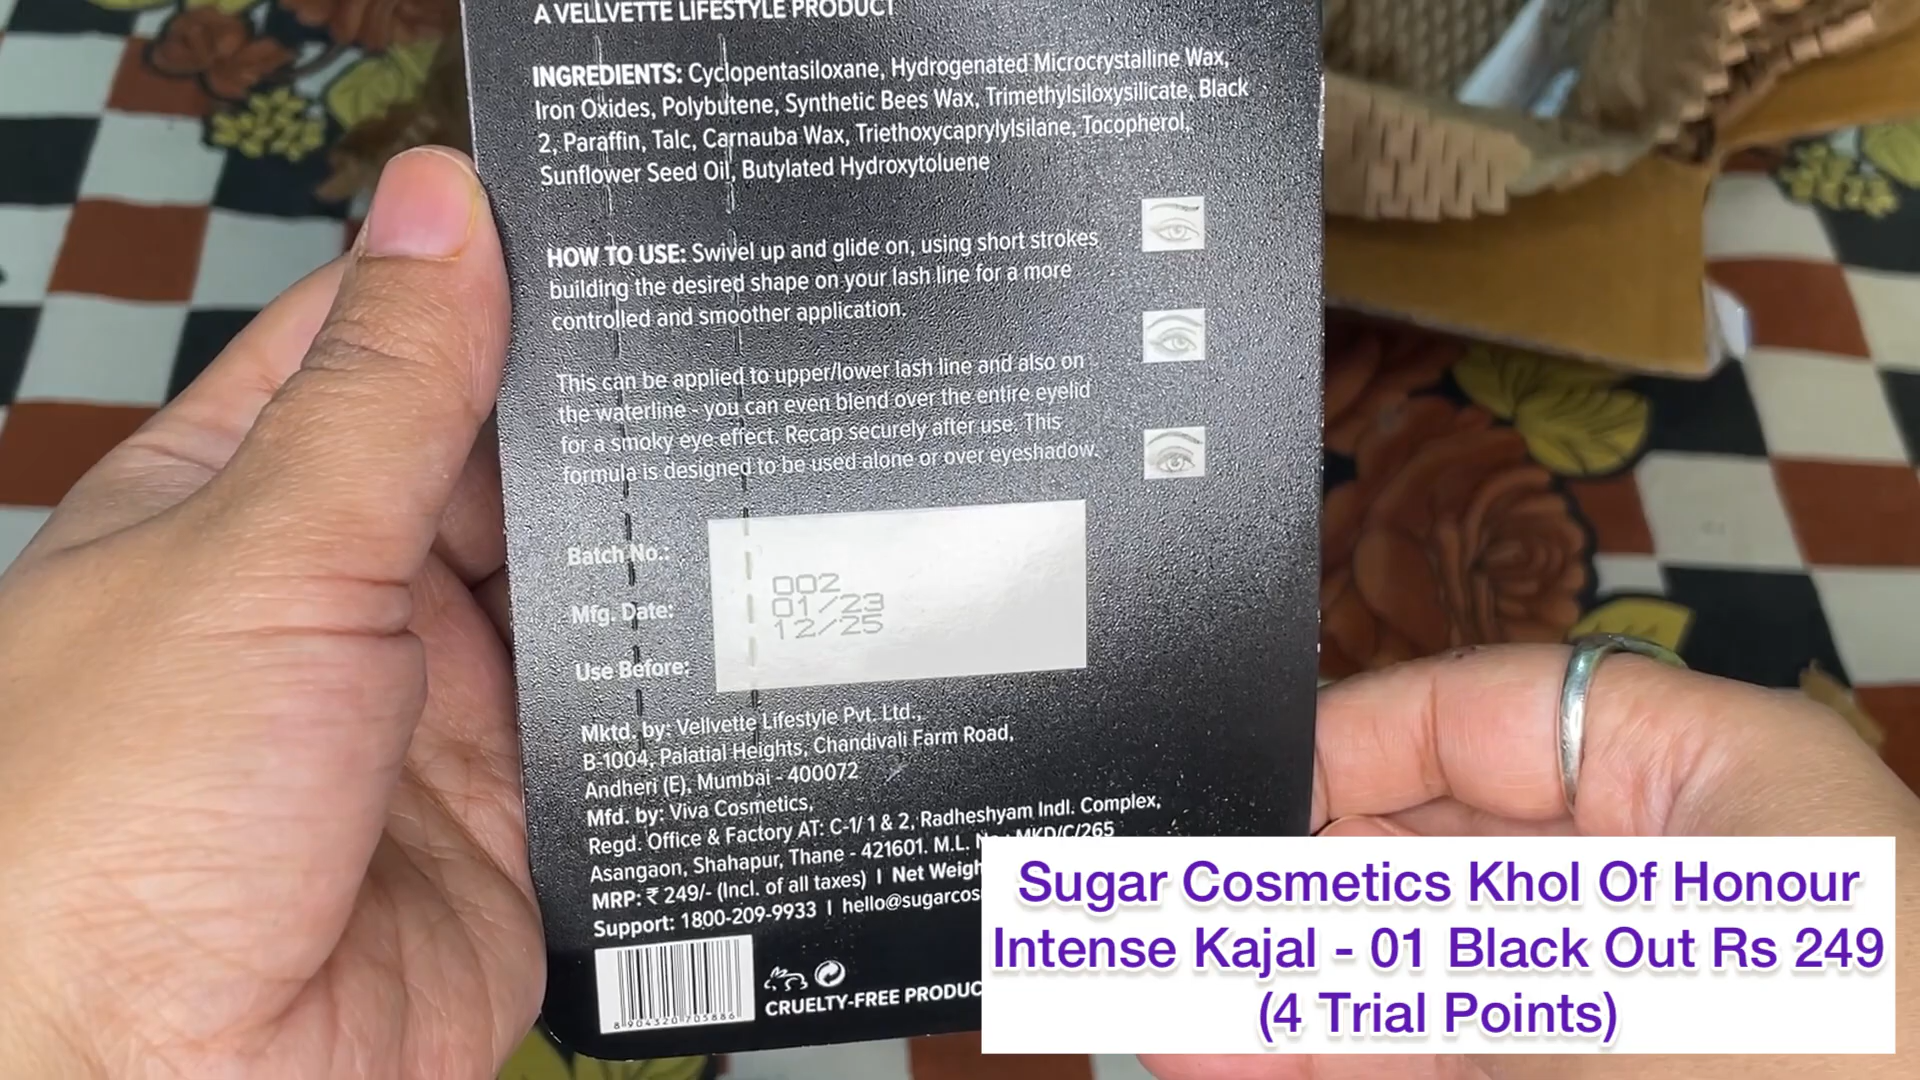 A VELLVETTE LIFESTYLE PRODUCT
INGREDIENTS: Cyclopentasiloxane, Hydrogenated Microcrystalline Wax,
Iron Oxides, Polybutene, Synthetic Bees Wax, Trimethylsiloxysilicate, Black
2, Paraffin, Talc, Carnauba Wax, Triethoxycaprylylsilane, Tocopherol,
Sunflower Seed Oil, Butylated Hydroxytoluene
HOW TO USE: Swivel up and glide on, using short strokes
building the desired shape on your lash line for a more
controlled and smoother application.
This can be applied to upper/lower lash line and also on
the waterline - you can even blend over the entire eyelid
for a smoky eye effect. Recap securely after use. This
formula is designed to be used alone or over eyeshadow.
Batch No.:
002
Mfg. Date:
01/23
12/25
Use Before:
Mktd. by: Vellvette Lifestyle Pvt. Ltd.,
B-1004, Palatial Heights, Chandivali Farm Road,
Andheri (E), Mumbai - 400072
Mfd. by: Viva Cosmetics,
Regd. Office & Factory AT: C-1/1 & 2, Radheshyam Indl. Complex,
Asangaon, Shahapur, Thane - 421601. M.L. MKD/C/265
MRP: ₹ 249/- (Incl. of all taxes) I Net
Support: 1800-209-9933 I
8 904320 705886
CRUELTY-FREE
Sugar Cosmetics Khol Of Honour
Intense Kajal - 01 Black Out Rs 249
(4 Trial Points)